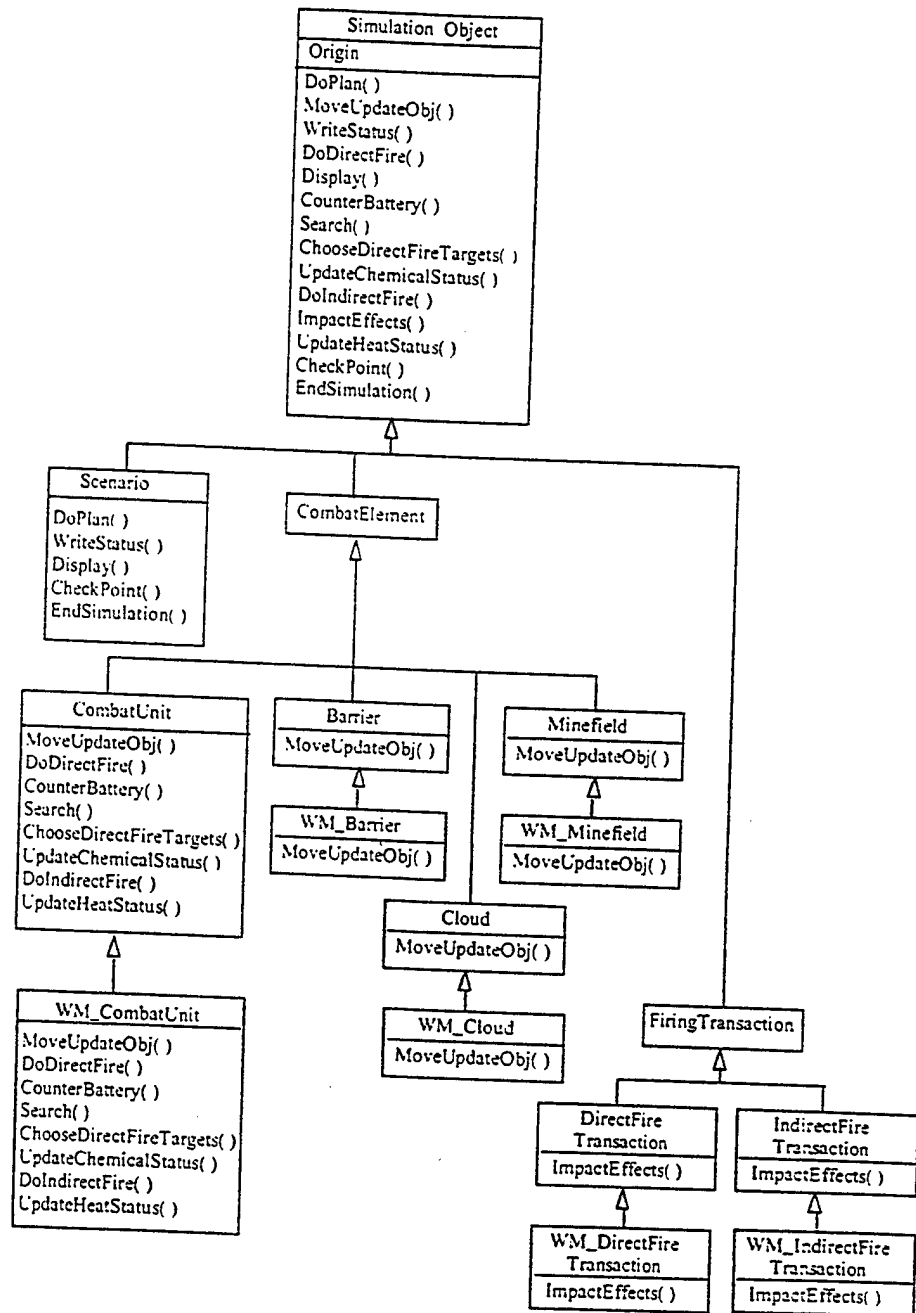 Simulation Object
Origin
DoPlan( )
MoveUpdateObj( )
WriteStatus( )
DoDirectFire( )
Display( )
CounterBattery( )
Search( )
ChooseDirectFireTargets( )
UpdateChemicalStatus( )
DoIndirectFire( )
ImpactEffects( )
UpdateHeatStatus( )
CheckPoint( )
EndSimulation( )
Scenario
DoPlan( )
WriteStatus( )
Display( )
CheckPoint( )
EndSimulation( )
CombatElement
CombatUnit
MoveUpdateObj( )
DoDirectFire( )
CounterBattery( )
Search( )
ChooseDirectFireTargets( )
UpdateChemicalStatus( )
DoIndirectFire( )
UpdateHeatStatus( )
Barrier
MoveUpdateObj( )
Minefield
MoveUpdateObj( )
WM_Barrier
MoveUpdateObj( )
WM_Minefield
MoveUpdateObj( )
Cloud
MoveUpdateObj( )
WM_CombatUnit
MoveUpdateObj( )
DoDirectFire( )
CounterBattery( )
Search( )
ChooseDirectFireTargets( )
UpdateChemicalStatus( )
DoIndirectFire( )
UpdateHeatStatus( )
WM_Cloud
MoveUpdateObj( )
FiringTransaction
DirectFire
Transaction
ImpactEffects( )
IndirectFire
Transaction
ImpactEffects( )
WM_DirectFire
Transaction
ImpactEffects( )
WM_IndirectFire
Transaction
ImpactEffects( )